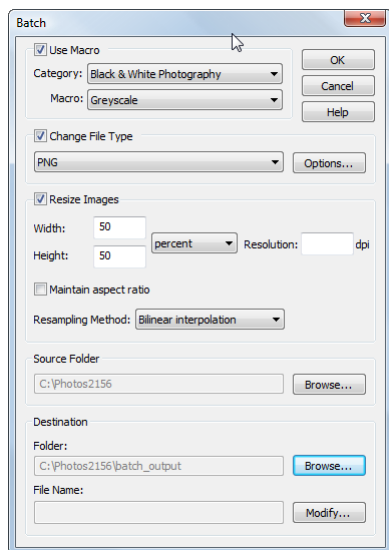 Batch
Use Macro
OK
Category: Black & White Photography
Cancel
Macro: Greyscale
Help
Change File Type
PNG Options...
Resize Images
Width: 50
percent Resolution: dpi
Height: 50
Maintain aspect ratio
Resampling Method: Bilinear interpolation
Source Folder
C:\Photos2156 Browse...
Destination
Folder:
C:\Photos2156\batch_output Browse...
File Name:
Modify...